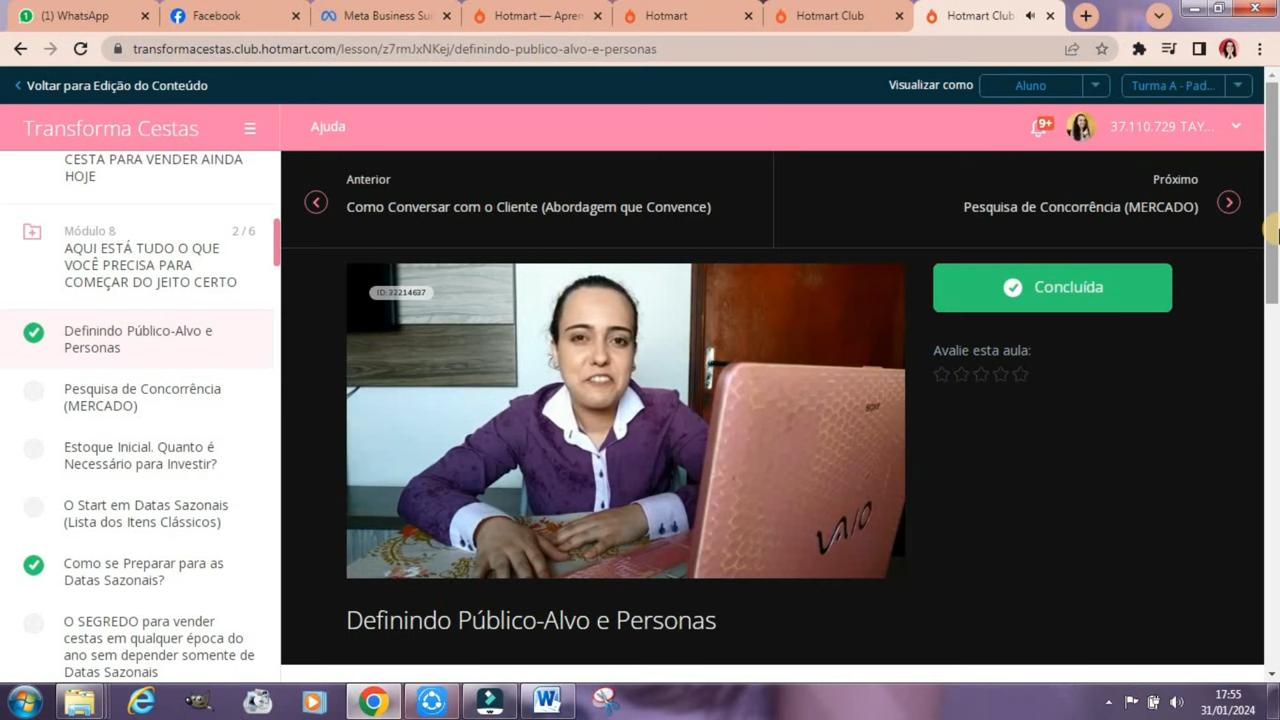 (1) WhatsApp
Facebook
Meta Business Sui
Hotmart — Apren
Hotmart
Hotmart Club
Hotmart Club
transformacestas.club.hotmart.com/lesson/z7rmJxNKej/definindo-publico-alvo-e-personas
Voltar para Edição do Conteúdo
Visualizar como
Aluno
Turma A - Pad...
Transforma Cestas
Ajuda
9+
37.110.729 TAY...
CESTA PARA VENDER AINDA
HOJE
Módulo 8
2 / 6
AQUI ESTÁ TUDO O QUE
VOCÊ PRECISA PARA
COMEÇAR DO JEITO CERTO
Definindo Público-Alvo e
Personas
Pesquisa de Concorrência
(MERCADO)
Estoque Inicial. Quanto é
Necessário para Investir?
O Start em Datas Sazonais
(Lista dos Itens Clássicos)
Como se Preparar para as
Datas Sazonais?
O SEGREDO para vender
cestas em qualquer época do
ano sem depender somente de
Datas Sazonais
Anterior
Como Conversar com o Cliente (Abordagem que Convence)
Próximo
Pesquisa de Concorrência (MERCADO)
ID:32214637
SONY
VAIO
Concluída
Avalie esta aula:
Definindo Público-Alvo e Personas
17:55
31/01/2024